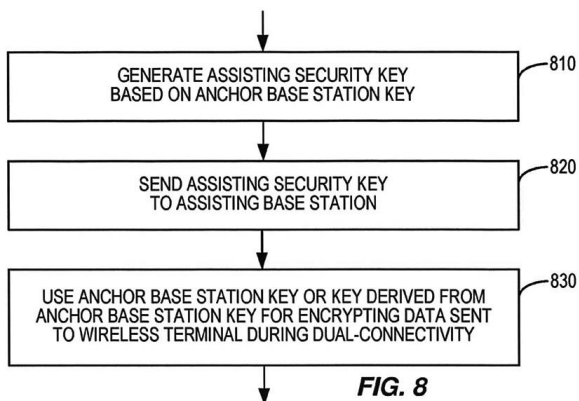 GENERATE ASSISTING SECURITY KEY
BASED ON ANCHOR BASE STATION KEY
810
SEND ASSISTING SECURITY KEY
TO ASSISTING BASE STATION
820
USE ANCHOR BASE STATION KEY OR KEY DERIVED FROM
ANCHOR BASE STATION KEY FOR ENCRYPTING DATA SENT
TO WIRELESS TERMINAL DURING DUAL-CONNECTIVITY
830
FIG. 8